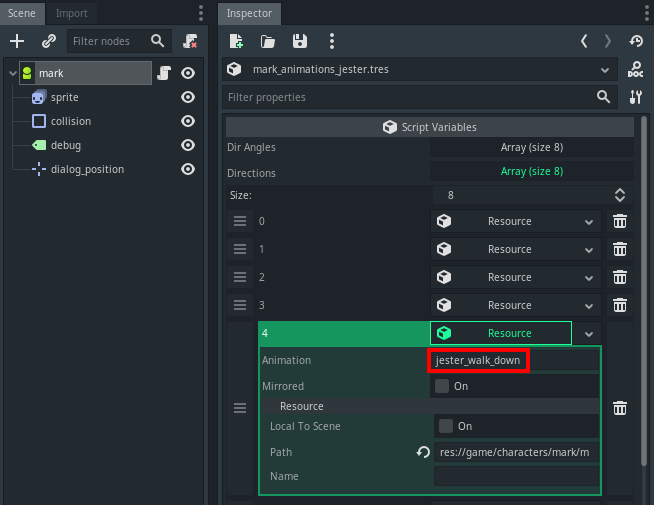 Scene Import
Filter nodes
mark
sprite
collision
debug
dialog_position
Inspector
mark_animations_jester.tres
DOC
Filter properties
Script Variables
Dir Angles Array (size 8)
Directions Array (size 8)
Size: 8
0 Resource
1 Resource
2 Resource
3 Resource
4 Resource
Animation jester_walk_down
Mirrored On
Resource
Local To Scene On
Path res://game/characters/mark/m
Name